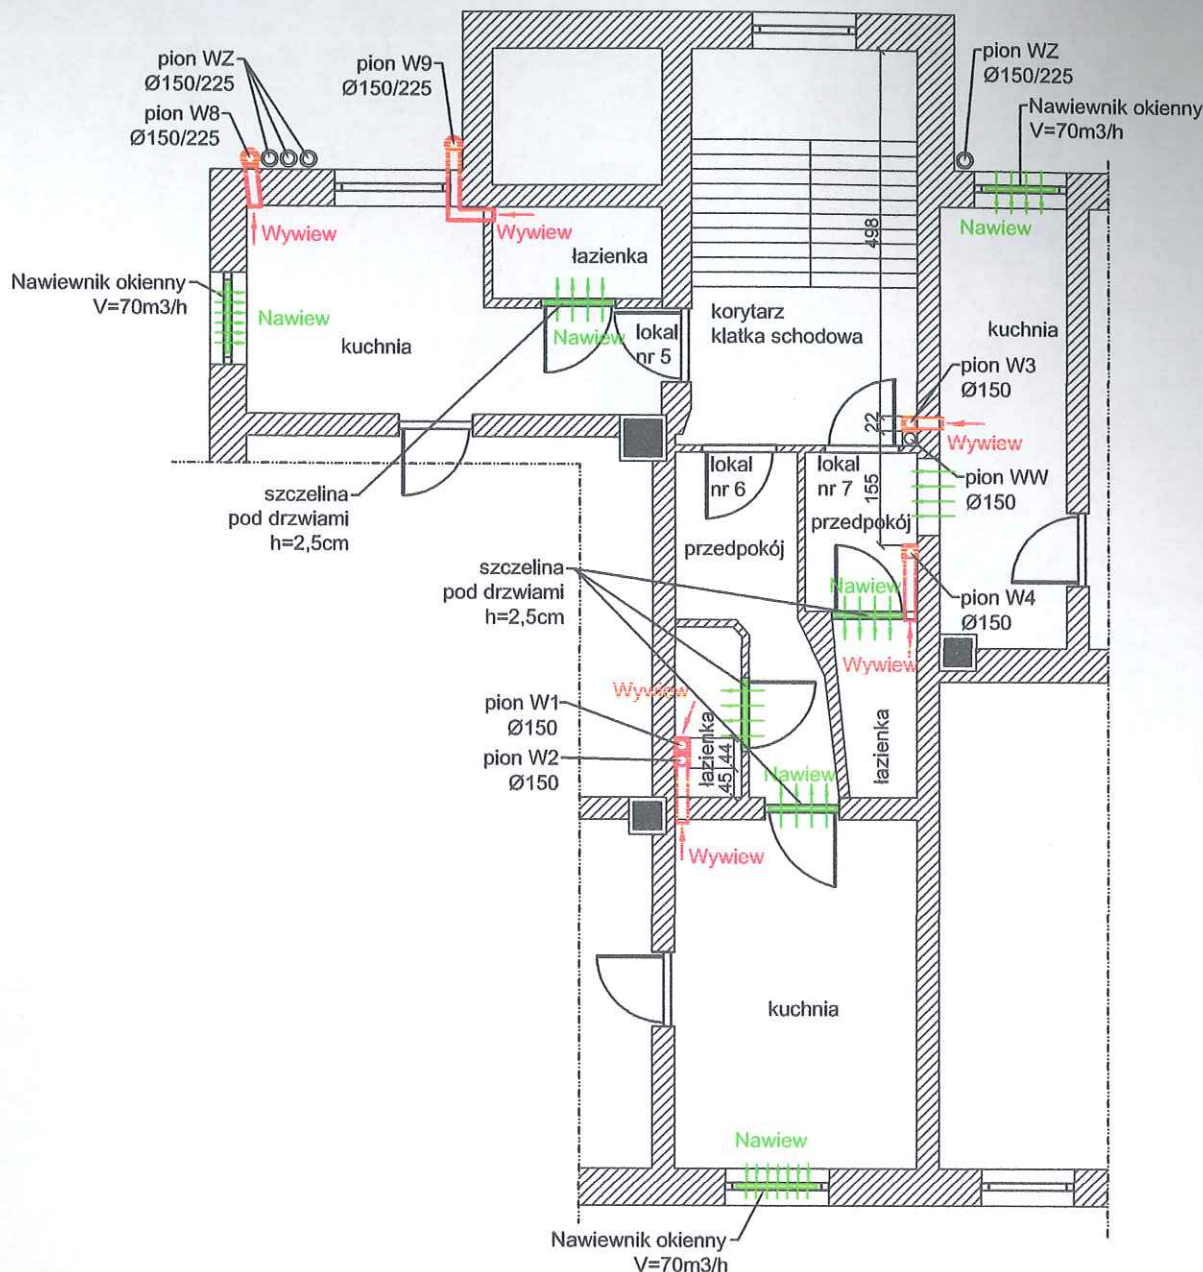 pion WZ
Ø150/225
pion W8
Ø150/225
pion W9
Ø150/225
pion WZ
Ø150/225
Nawiewnik okienny
V=70m3/h
Nawiew
Wywiew
Wywiew
łazienka
498
Nawiewnik okienny
V=70m3/h
Nawiew
kuchnia
Nawiew
lokal
nr 5
korytarz
klatka schodowa
kuchnia
pion W3
Ø150
22
Wywiew
lokal
nr 6
lokal
nr 7
155
pion WW
Ø150
szczelina
pod drzwiami
h=2,5cm
przedpokój
przedpokój
szczelina
pod drzwiami
h=2,5cm
Nawiew
pion W4
Ø150
Wywiew
Wywiew
pion W1
Ø150
pion W2
Ø150
łazienka
44
45
Nawiew
łazienka
Wywiew
kuchnia
Nawiew
Nawiewnik okienny
V=70m3/h